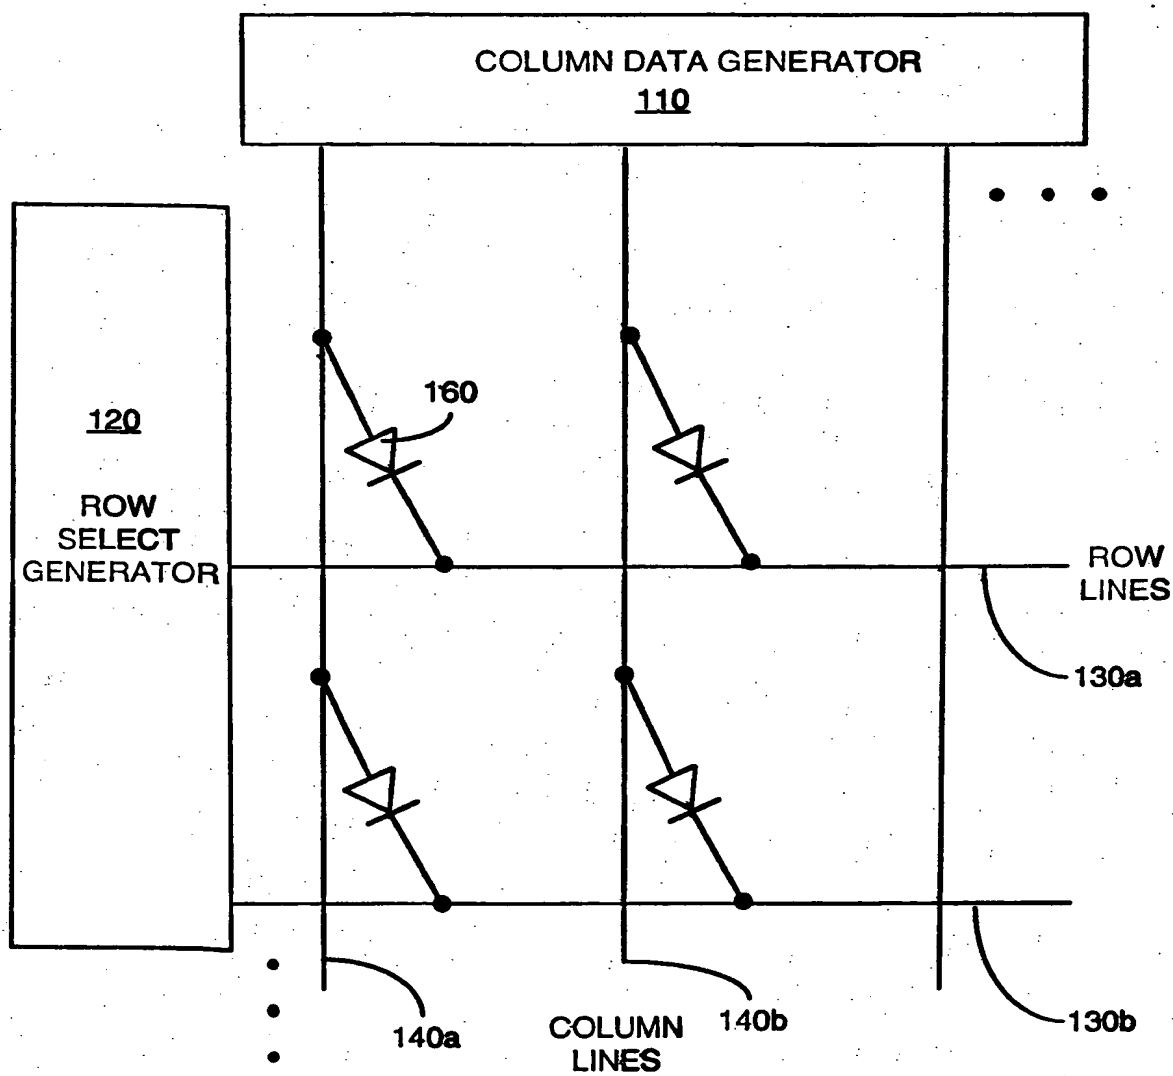 COLUMN DATA GENERATOR
110
160
120
ROW
SELECT
GENERATOR
ROW
LINES
130a
140a
COLUMN
LINES
140b
130b